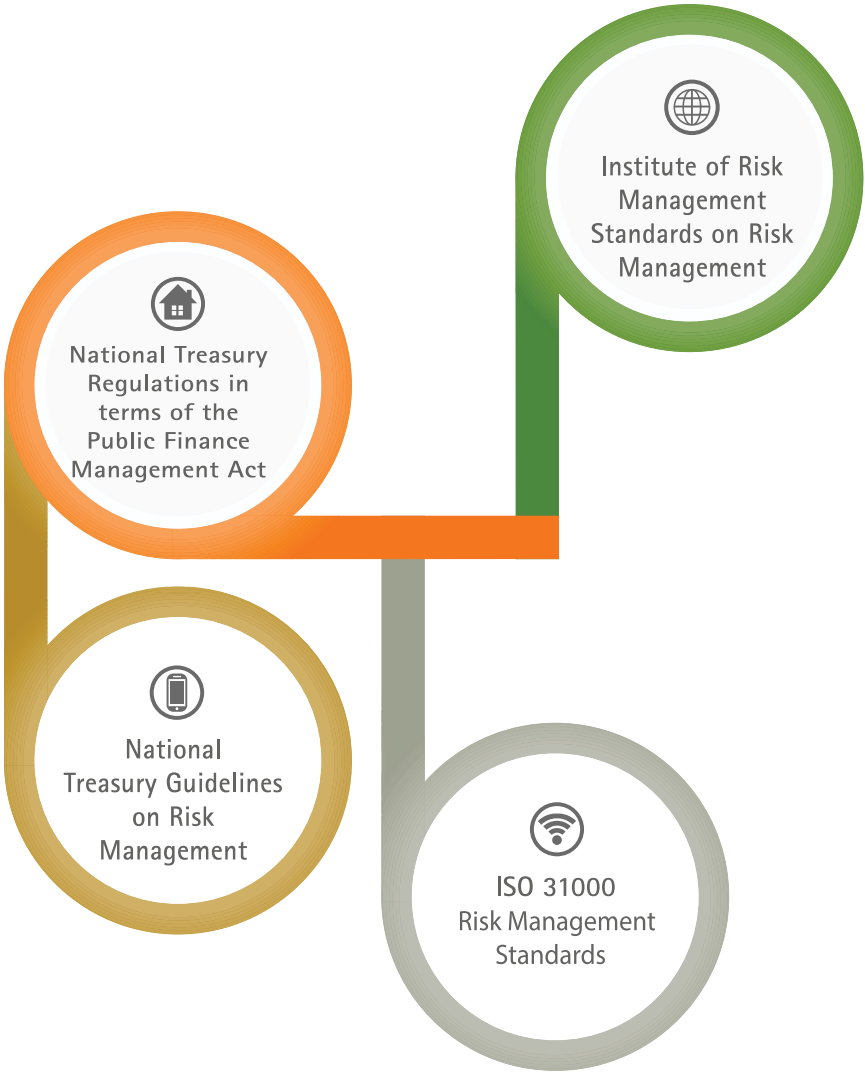 Institute of Risk
Management
Standards on Risk
Management
National Treasury
Regulations in
terms of the
Public Finance
Management Act
National
Treasury Guidelines
on Risk
Management
ISO 31000
Risk Management
Standards